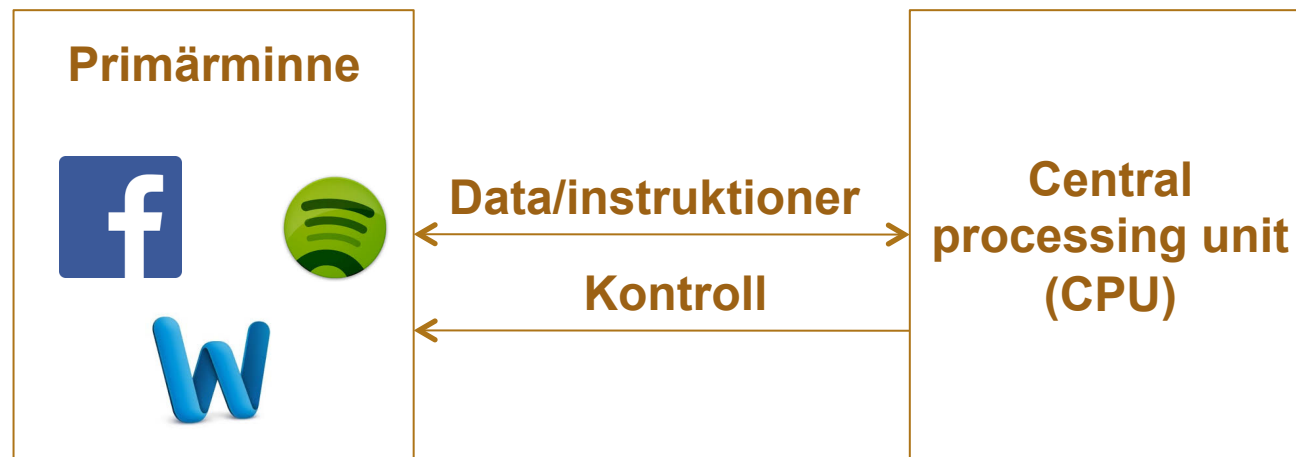 Primärminne
Data/instruktioner
Kontroll
Central
processing unit
(CPU)